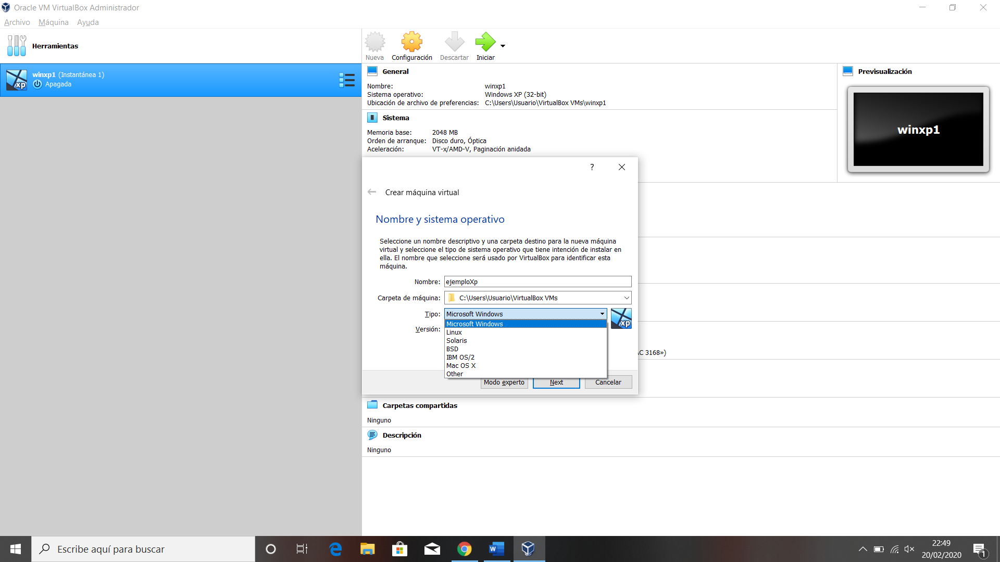 Oracle VM VirtualBox Administrador
Archivo Máquina Ayuda
Herramientas
winxp1 (Instantánea 1)
Apagada
Nueva Configuración Descartar Iniciar
General
Nombre: winxp1
Sistema operativo: Windows XP (32-bit)
Ubicación de archivo de preferencias: C:\Users\Usuario\VirtualBox VMs\winxp1
Sistema
Memoria base: 2048 MB
Orden de arranque: Disco duro, Óptica
Aceleración: VT-x/AMD-V, Paginación anidada
Previsualización
winxp1
?
Crear máquina virtual
Nombre y sistema operativo
Seleccione un nombre descriptivo y una carpeta destino para la nueva máquina
virtual y seleccione el tipo de sistema operativo que tiene intención de instalar en
ella. El nombre que seleccione será usado por VirtualBox para identificar esta
máquina.
Nombre: ejemploXp
Carpeta de máquina: C:\Users\Usuario\VirtualBox VMs
Tipo: Microsoft Windows
xp
Versión:
Microsoft Windows
Linux
Solaris
BSD
IBM OS/2
Mac OS X
Other
Modo experto Next Cancelar
AC 3168»)
Carpetas compartidas
Ninguno
Descripción
Ninguno
Escribe aquí para buscar
22:49
20/02/2020
1